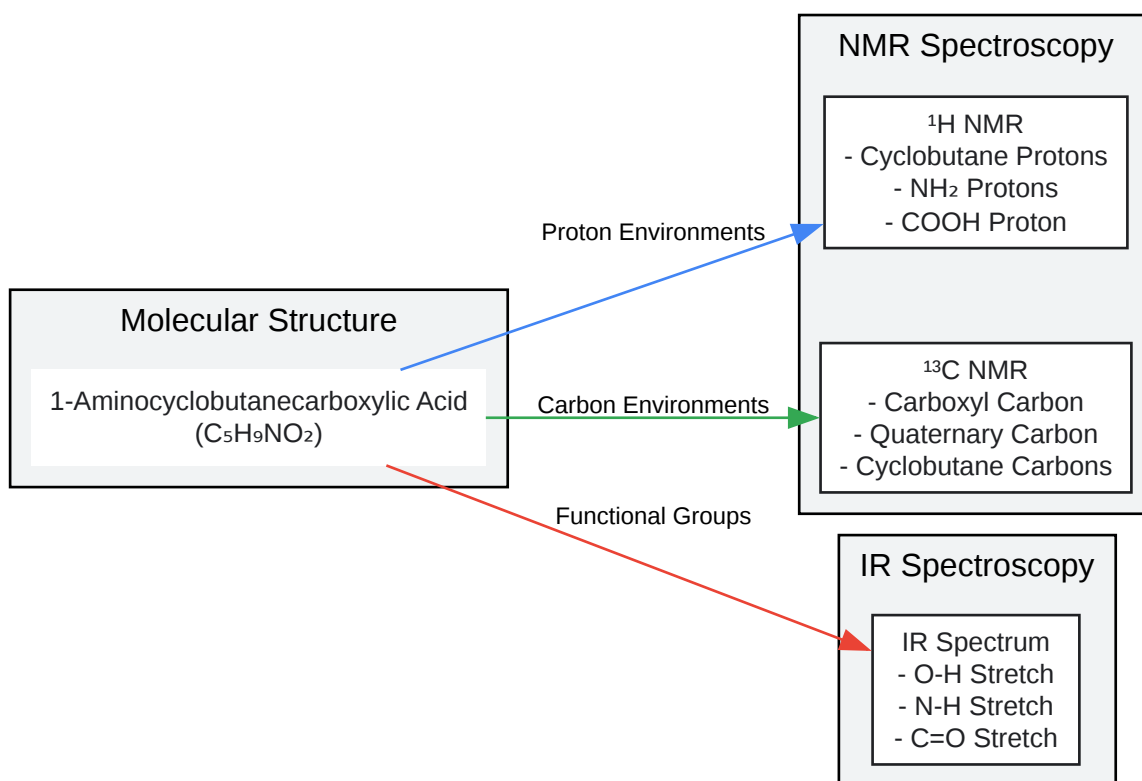 Molecular Structure
1-Aminocyclobutanecarboxylic Acid
(C₅H₉NO₂)
Proton Environments
Carbon Environments
Functional Groups
NMR Spectroscopy
¹H NMR
- Cyclobutane Protons
- NH₂ Protons
- COOH Proton
¹³C NMR
- Carboxyl Carbon
- Quaternary Carbon
- Cyclobutane Carbons
IR Spectroscopy
IR Spectrum
- O-H Stretch
- N-H Stretch
- C=O Stretch